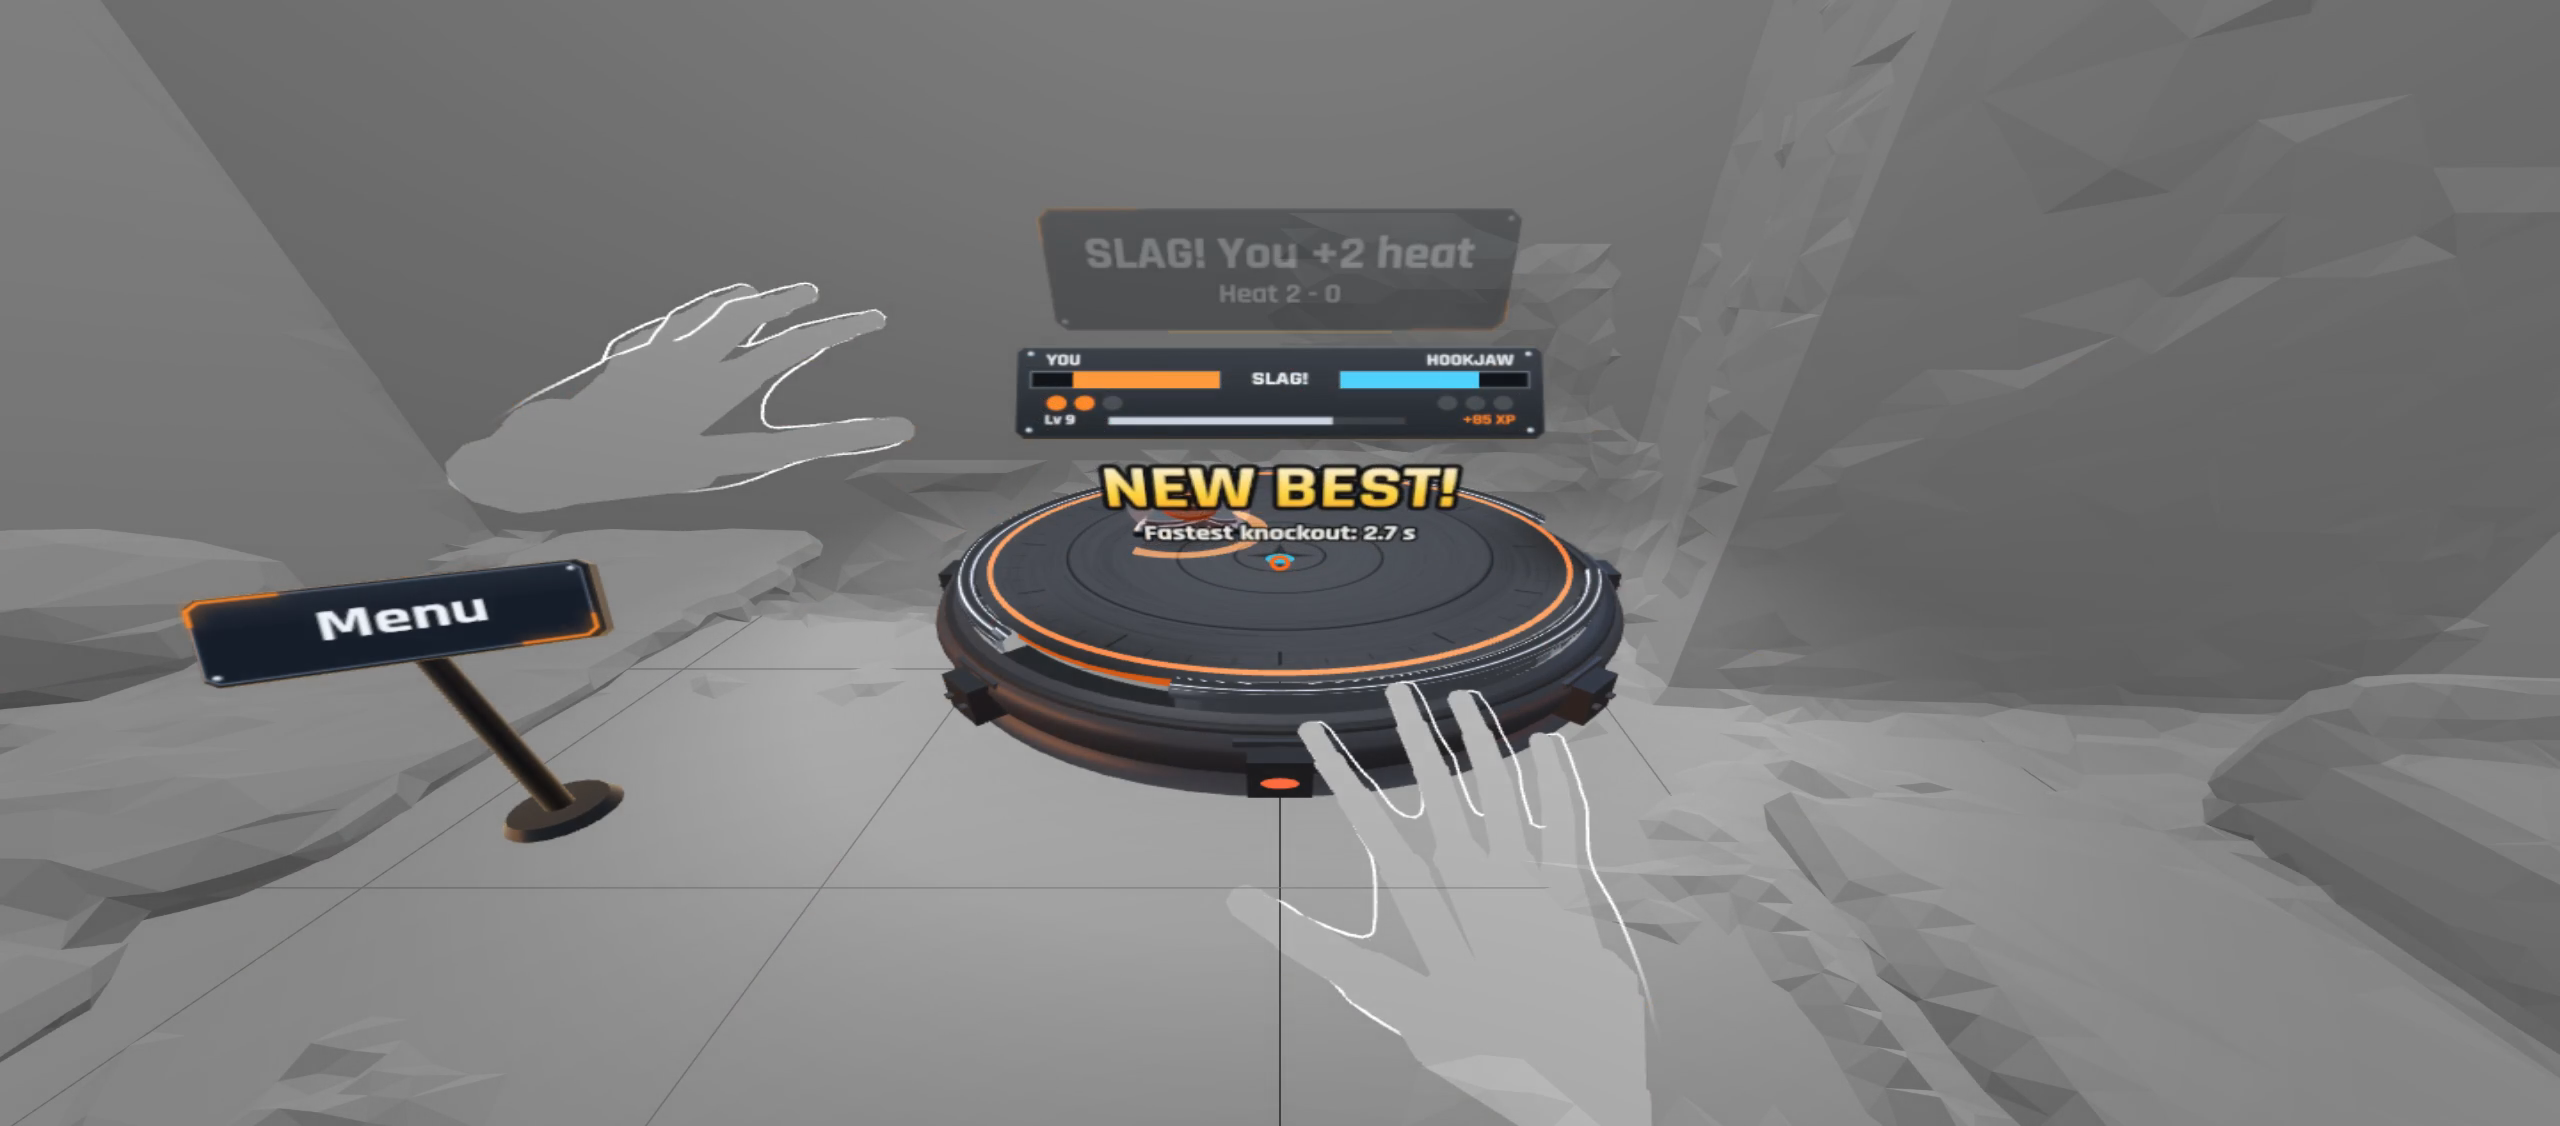 SLAG! You +2 heat
Heat 2 - 0
YOU
HOOKJAW
SLAG!
Lv 9
+85 XP
NEW BEST!
Fastest knockout: 2.7 s
Menu